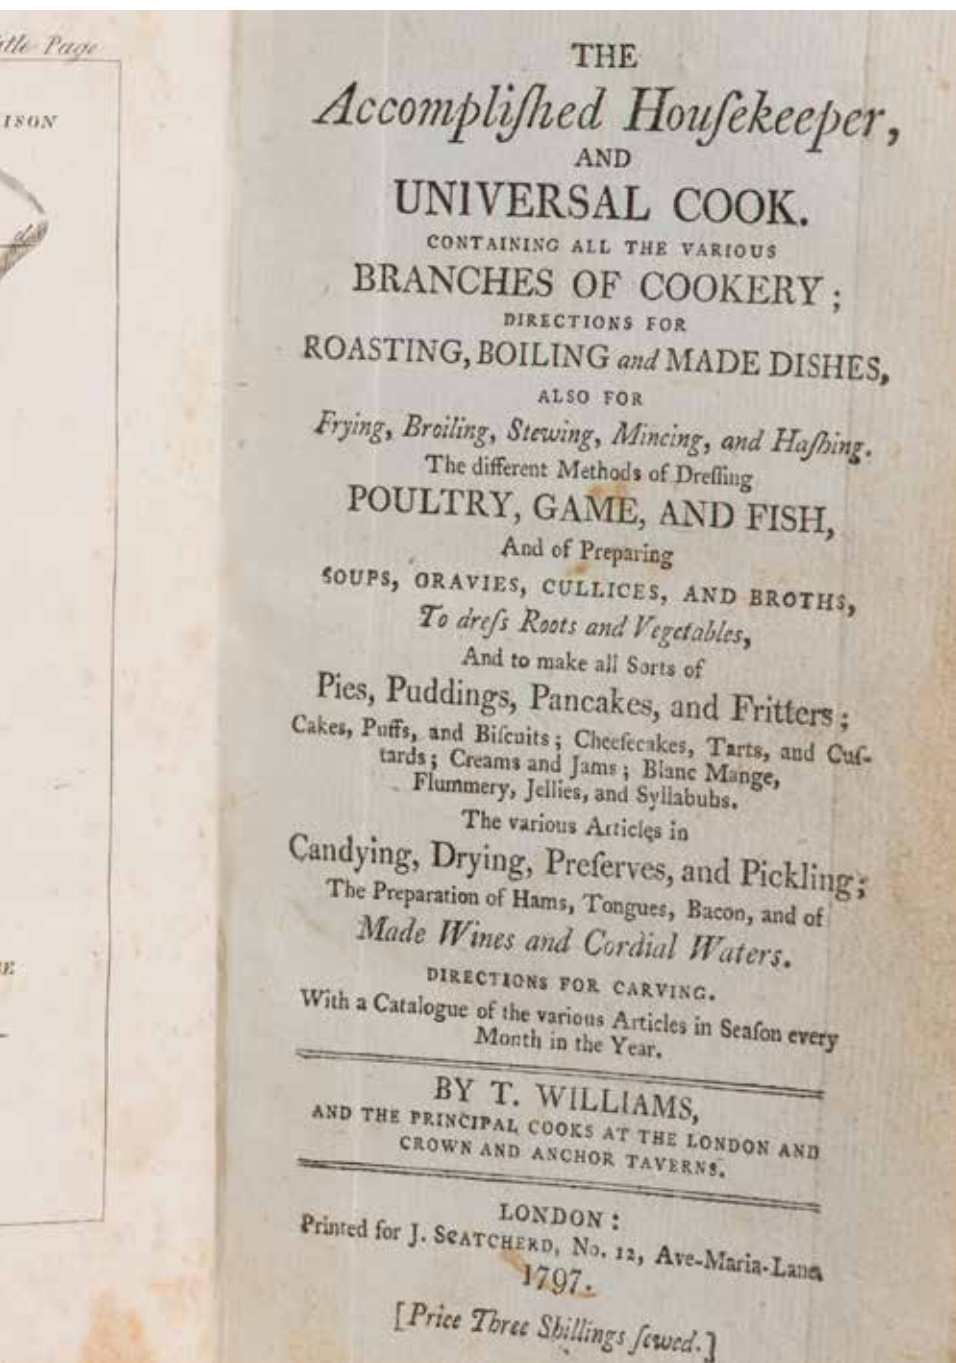 itle Page
ISON
THE
Accompliſhed Houſekeeper,
AND
UNIVERSAL COOK.
CONTAINING ALL THE VARIOUS
BRANCHES OF COOKERY;
DIRECTIONS FOR
ROASTING, BOILING and MADE DISHES,
ALSO FOR
Frying, Broiling, Stewing, Mincing, and Haſhing.
The different Methods of Dreſſing
POULTRY, GAME, AND FISH,
And of Preparing
SOUPS, GRAVIES, CULLICES, AND BROTHS,
To dreſs Roots and Vegetables,
And to make all Sorts of
Pies, Puddings, Pancakes, and Fritters;
Cakes, Puffs, and Biſcuits; Cheeſecakes, Tarts, and Cuſ-
tards; Creams and Jams; Blanc Mange,
Flummery, Jellies, and Syllabubs.
The various Articles in
Candying, Drying, Preſerves, and Pickling;
The Preparation of Hams, Tongues, Bacon, and of
Made Wines and Cordial Waters.
DIRECTIONS FOR CARVING.
With a Catalogue of the various Articles in Seaſon every
Month in the Year.
BY T. WILLIAMS,
AND THE PRINCIPAL COOKS AT THE LONDON AND
CROWN AND ANCHOR TAVERNS.
LONDON:
Printed for J. SCATCHERD, No. 12, Ave-Maria-Lane
1797.
[Price Three Shillings ſewed.]